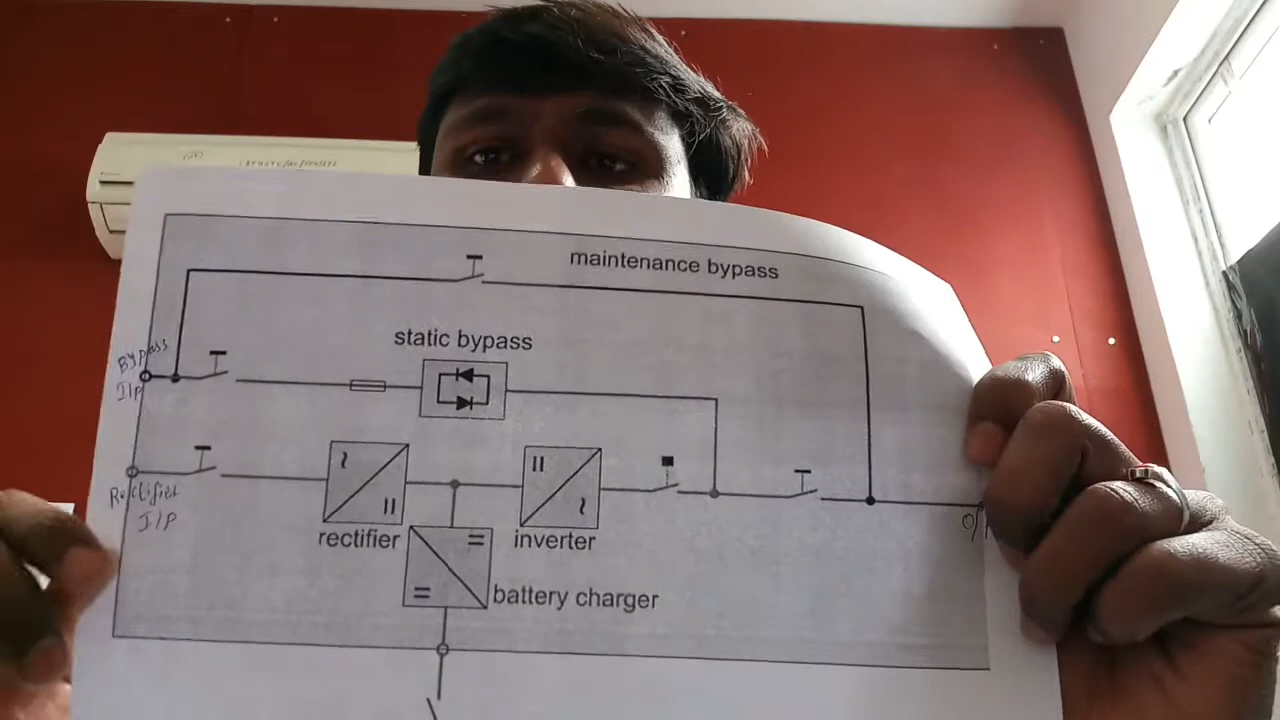 maintenance bypass
static bypass
Bypass
I/P
Rectifier
I/P
rectifier
inverter
battery charger